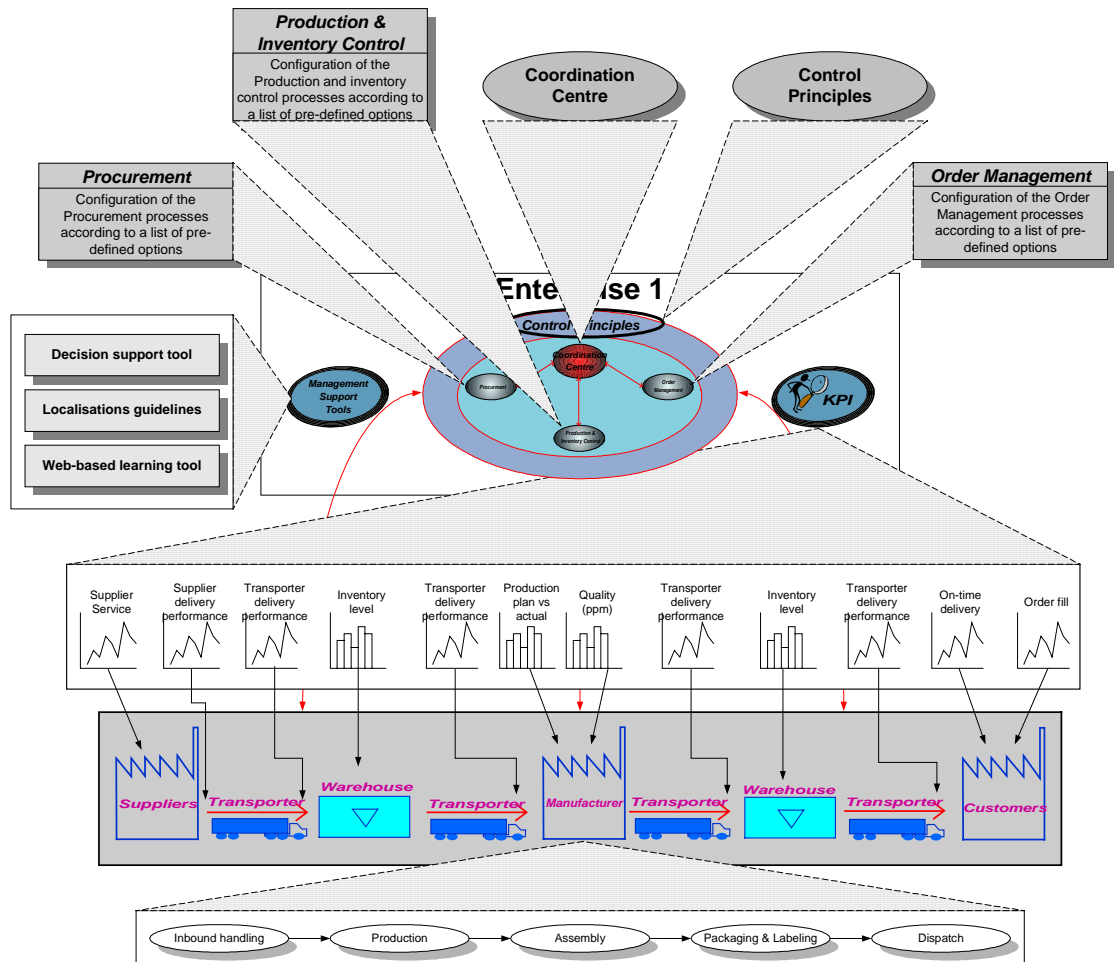 Production &
Inventory Control
Configuration of the
Production and inventory
control processes according to
a list of pre-defined options
Coordination
Centre
Control
Principles
Procurement
Configuration of the
Procurement processes
according to a list of pre-
defined options
Order Management
Configuration of the Order
Management processes
according to a list of pre-
defined options
Decision support tool
Localisations guidelines
Web-based learning tool
Management
Support
Tools
Control
Coordination
Centre
Procurement
Order
Management
Production &
Inventory Control
KPI
Supplier
Service
Supplier
delivery
performance
Transporter
delivery
performance
Inventory
level
Transporter
delivery
performance
Production
plan vs
actual
Quality
(ppm)
Transporter
delivery
performance
Inventory
level
Transporter
delivery
performance
On-time
delivery
Order fill
Suppliers
Transporter
Warehouse
Transporter
Manufacturer
Transporter
Warehouse
Transporter
Customers
Inbound handling
Production
Assembly
Packaging & Labeling
Dispatch